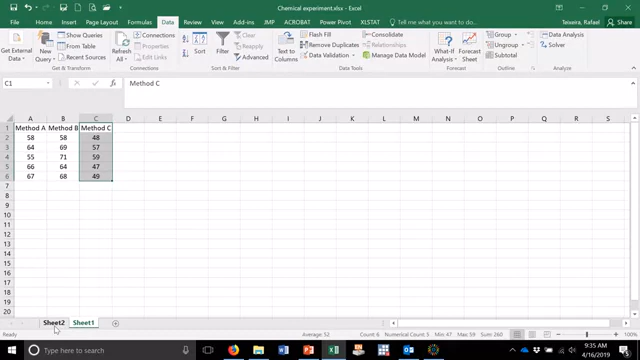 Chemical experiment.xlsx - Excel
Teixeira, Rafael
File Home Insert Page Layout Formulas Data Review View Add-ins JMP ACROBAT Power Pivot XLSTAT Tell me what you want to do... Share
Get External Data
New Query
Show Queries
From Table
Recent Sources
Get & Transform
Refresh All
Connections
Properties
Edit Links
Connections
Sort
Filter
Clear
Reapply
Advanced
Sort & Filter
Text to Columns
Flash Fill
Remove Duplicates
Data Validation
Consolidate
Relationships
Manage Data Model
Data Tools
What-If Analysis
Forecast Sheet
Forecast
Outline
Data Analysis
Solver
Analyze
C1
fx
Method C
A B C D E F G H I J K L M N O P Q R S
1 Method A Method B Method C
2 58 58 48
3 64 69 57
4 55 71 59
5 66 64 47
6 67 68 49
7
8
9
10
11
12
13
14
15
16
17
18
19
20
Sheet2 Sheet1
Ready
Average: 52 Count: 6 Numerical Count: 5 Min: 47 Max: 59 Sum: 260
100%
Type here to search
9:35 AM
4/16/2019